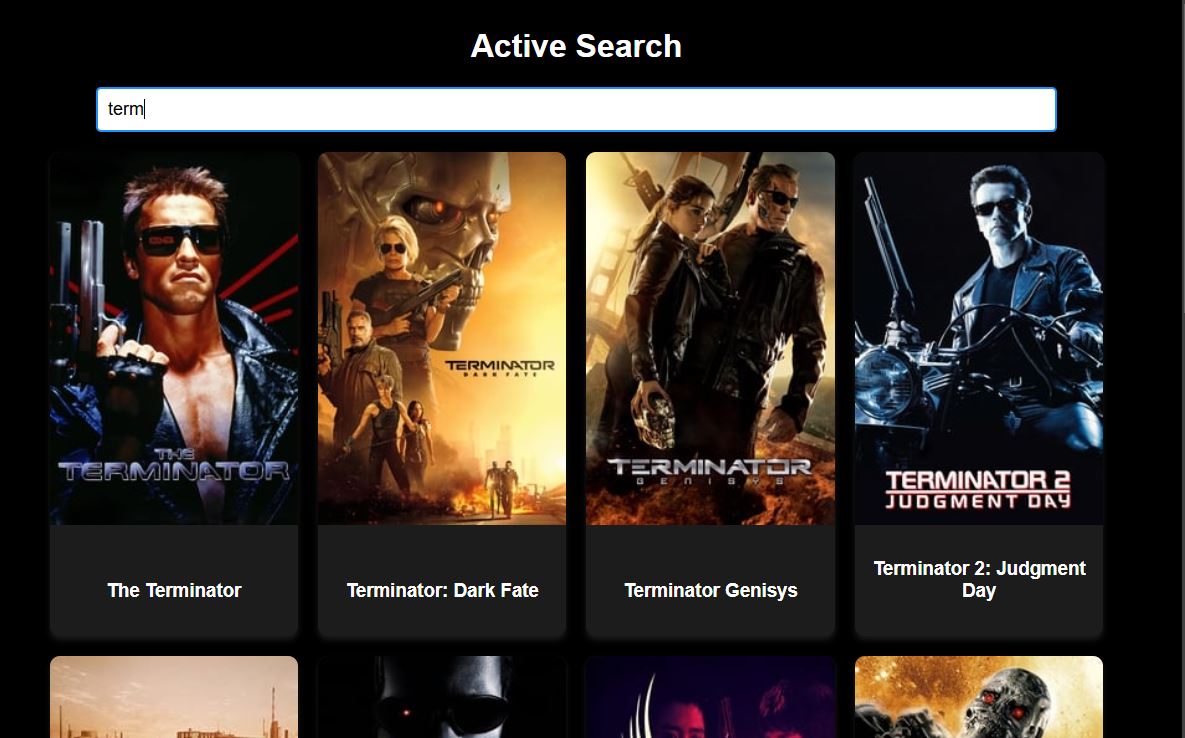 Active Search
term
THE
TERMINATOR
TERMINATOR
DARK FATE
TERMINATOR
GENISYS
TERMINATOR 2
JUDGMENT DAY
The Terminator
Terminator: Dark Fate
Terminator Genisys
Terminator 2: Judgment
Day